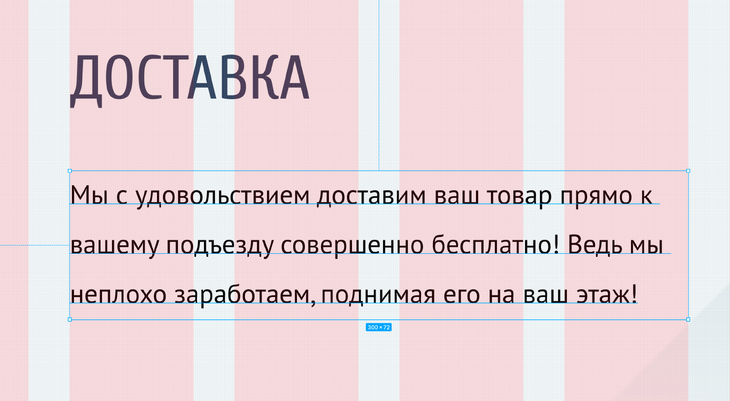 ДОСТАВКА
Мы с удовольствием доставим ваш товар прямо к
вашему подъезду совершенно бесплатно! Ведь мы
неплохо заработаем, поднимая его на ваш этаж!
300 × 72